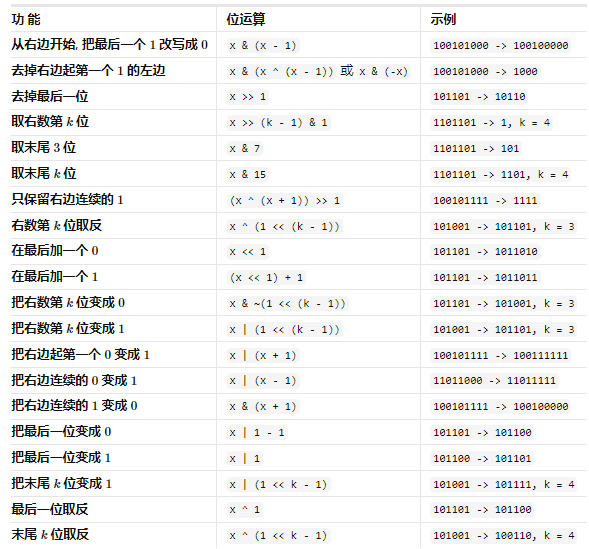 功 能 位运算 示例
从右边开始, 把最后一个 1 改写成 0 x & (x - 1) 100101000 -> 100100000
去掉右边起第一个 1 的左边 x & (x ^ (x - 1)) 或 x & (-x) 100101000 -> 1000
去掉最后一位 x >> 1 101101 -> 10110
取右数第 k 位 x >> (k - 1) & 1 1101101 -> 1, k = 4
取末尾 3 位 x & 7 1101101 -> 101
取末尾 k 位 x & 15 1101101 -> 1101, k = 4
只保留右边连续的 1 (x ^ (x + 1)) >> 1 100101111 -> 1111
右数第 k 位取反 x ^ (1 << (k - 1)) 101001 -> 101101, k = 3
在最后加一个 0 x << 1 101101 -> 1011010
在最后加一个 1 (x << 1) + 1 101101 -> 1011011
把右数第 k 位变成 0 x & ~(1 << (k - 1)) 101101 -> 101001, k = 3
把右数第 k 位变成 1 x | (1 << (k - 1)) 101001 -> 101101, k = 3
把右边起第一个 0 变成 1 x | (x + 1) 100101111 -> 100111111
把右边连续的 0 变成 1 x | (x - 1) 11011000 -> 11011111
把右边连续的 1 变成 0 x & (x + 1) 100101111 -> 100100000
把最后一位变成 0 x | 1 - 1 101101 -> 101100
把最后一位变成 1 x | 1 101100 -> 101101
把末尾 k 位变成 1 x | (1 << k - 1) 101001 -> 101111, k = 4
最后一位取反 x ^ 1 101101 -> 101100
末尾 k 位取反 x ^ (1 << k - 1) 101001 -> 100110, k = 4